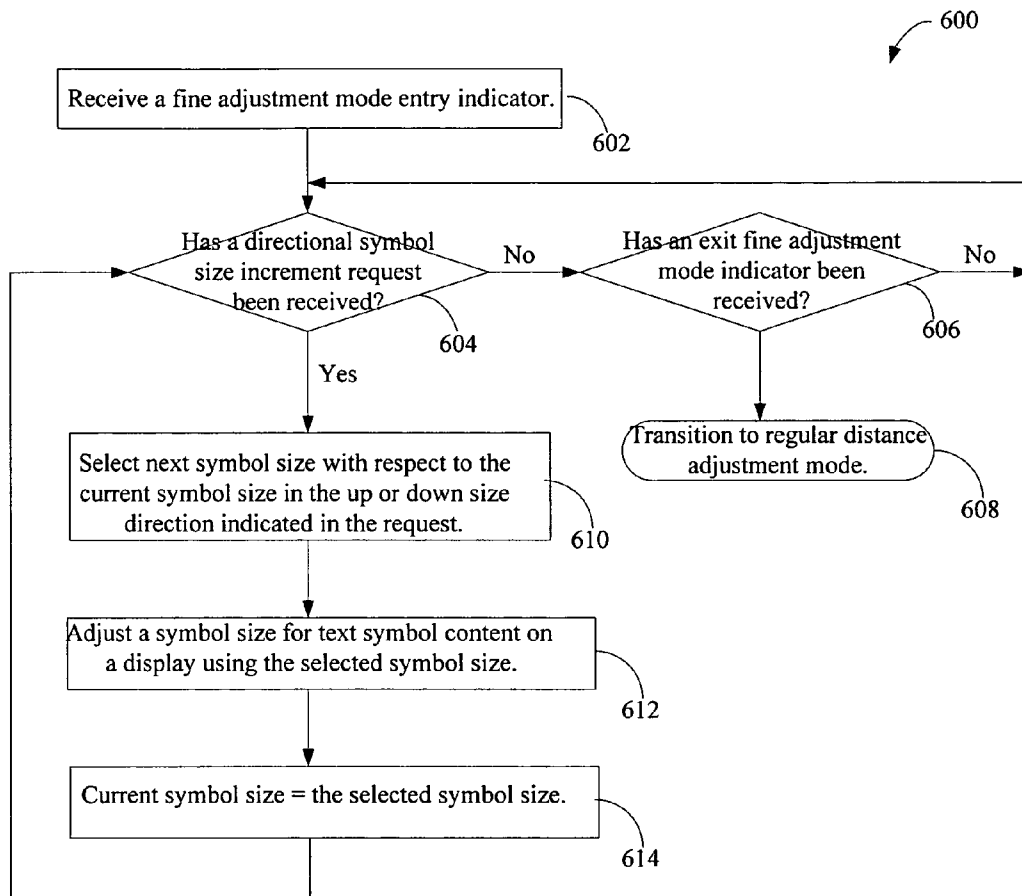 600
Receive a fine adjustment mode entry indicator.
602
Has a directional symbol
size increment request
been received?
604
No
Has an exit fine adjustment
mode indicator been
received?
606
No
Yes
Transition to regular distance
adjustment mode.
608
Select next symbol size with respect to the
current symbol size in the up or down size
direction indicated in the request.
610
Adjust a symbol size for text symbol content on
a display using the selected symbol size.
612
Current symbol size = the selected symbol size.
614